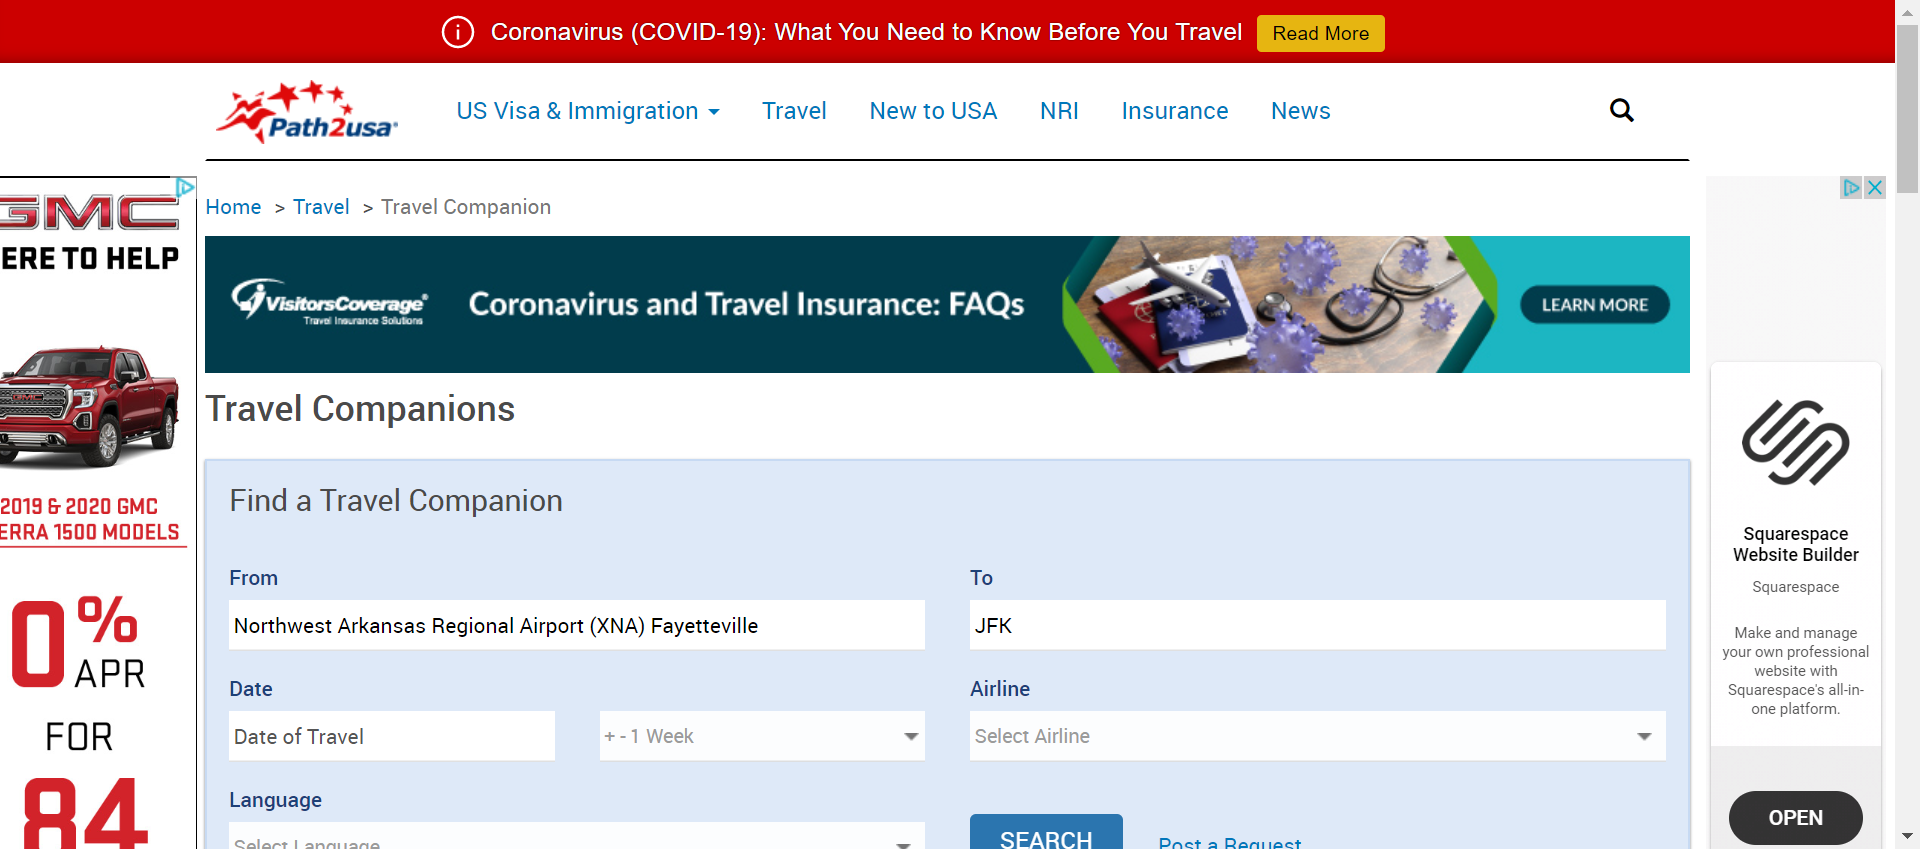 Coronavirus (COVID-19): What You Need to Know Before You Travel Read More
Path2usa
US Visa & Immigration Travel New to USA NRI Insurance News
GMC
ERE TO HELP
2019 & 2020 GMC
ERRA 1500 MODELS
0% APR
FOR
84
Home > Travel > Travel Companion
VisitorsCoverage®
Travel Insurance Solutions
Coronavirus and Travel Insurance: FAQs
LEARN MORE
Travel Companions
Find a Travel Companion
From
Northwest Arkansas Regional Airport (XNA) Fayetteville
To
JFK
Date
Date of Travel
+ - 1 Week
Airline
Select Airline
Language
Select Language
SEARCH
Post a Request
Squarespace
Website Builder
Squarespace
Make and manage
your own professional
website with
Squarespace's all-in-
one platform.
OPEN